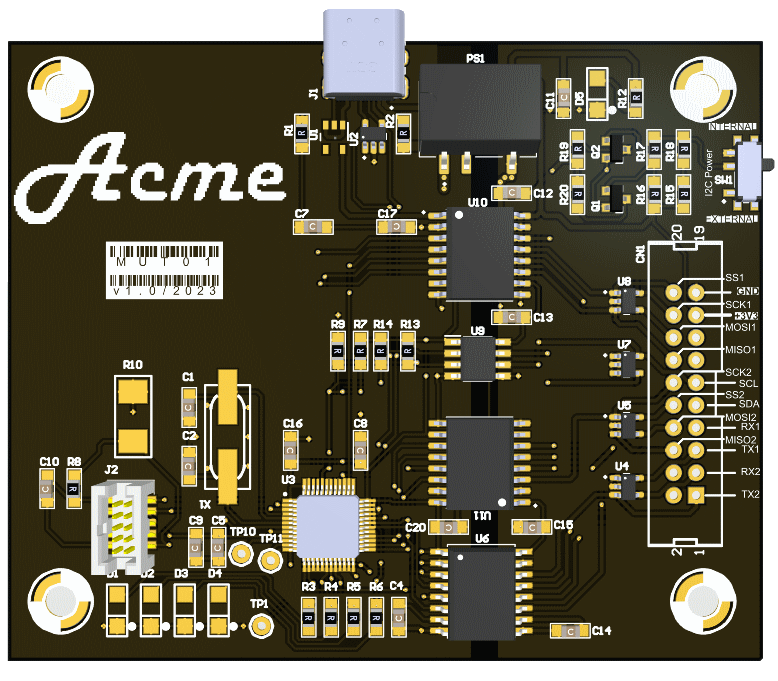 J1
PS1
C11
D5
R12
R1
U1
U2
R2
INTERNAL
R19
Q2
R17
R18
I2C Power
SW1
Acme
R20
Q1
R16
R15
EXTERNAL
C12
U10
C7
C17
CN1
20
19
MUT01
v1.0/2023
U8
SS1
GND
SCK1
+3V3
MOSI1
C13
R9
R7
R14
R13
U9
U7
MISO1
SCK2
SCL
SS2
SDA
MOSI2
RX1
MISO2
TX1
RX2
TX2
R10
C1
C2
C16
C8
U5
U4
J2
C10
R8
X1
U3
U11
C9
C5
TP10
TP11
C20
U6
C15
2
1
D1
D2
D3
D4
TP1
R3
R4
R5
R6
C4
C14